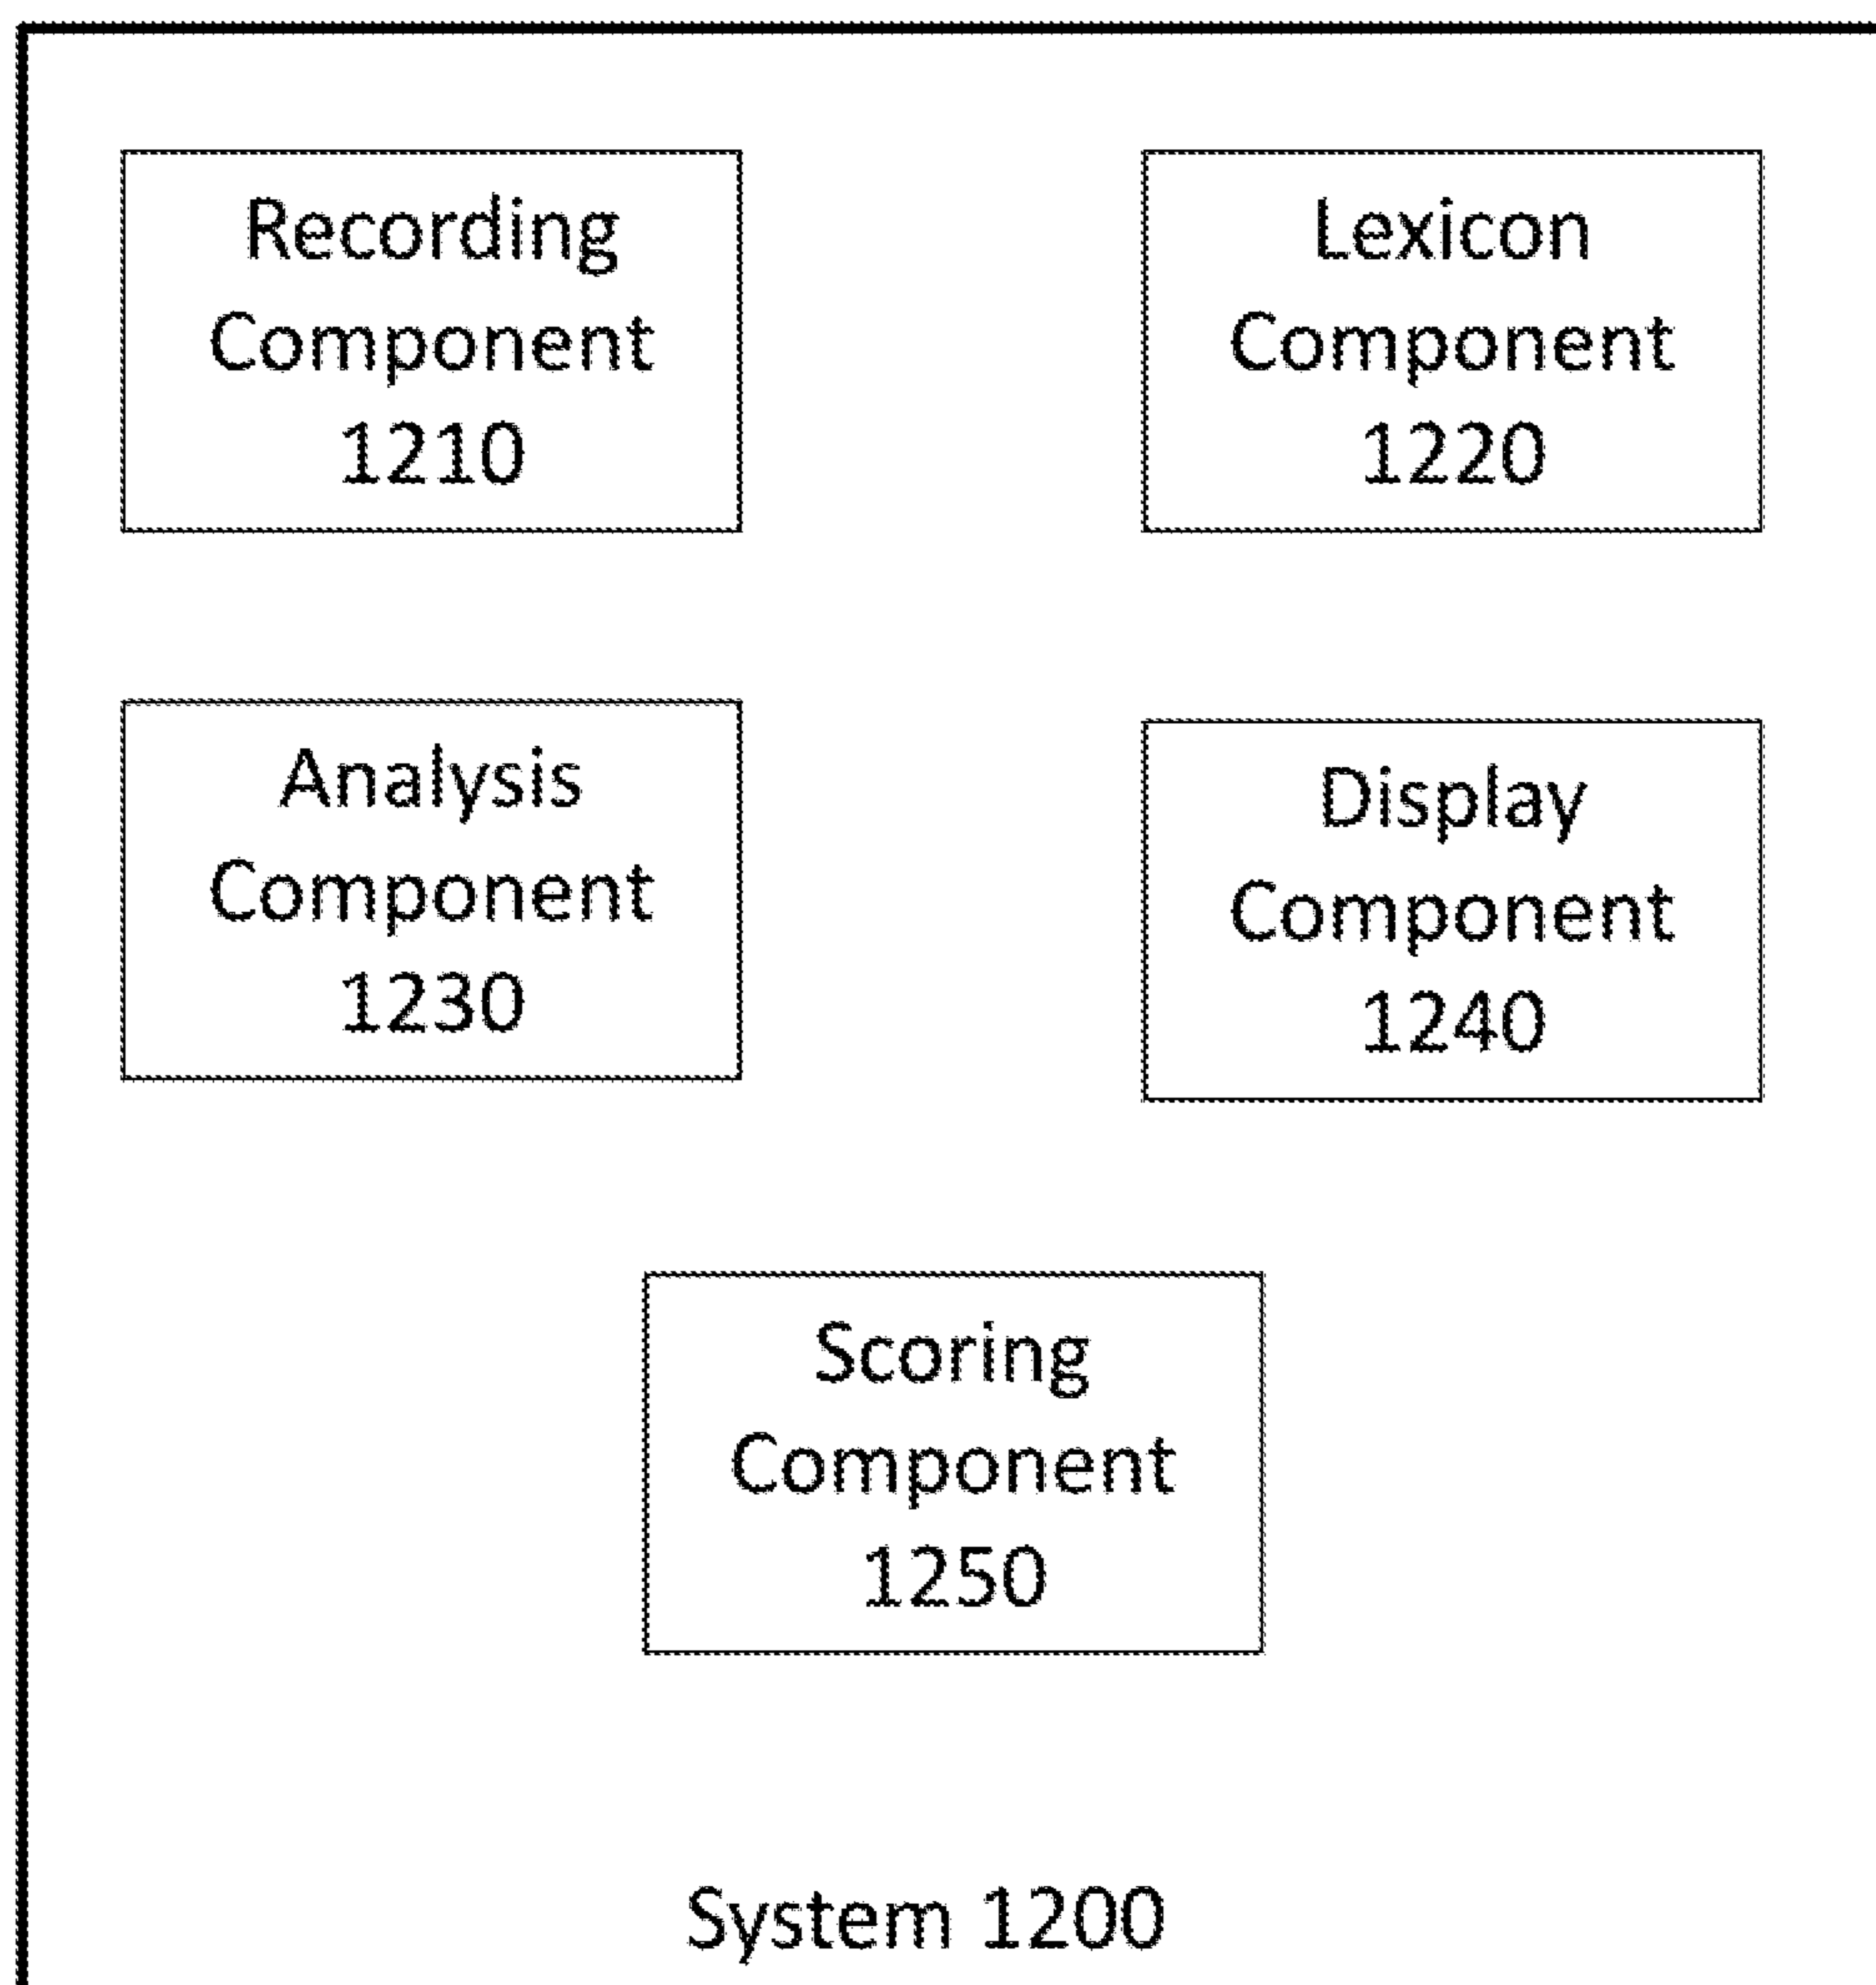 Recording
Component
1210
Lexicon
Component
1220
Analysis
Component
1230
Display
Component
1240
Scoring
Component
1250
System 1200